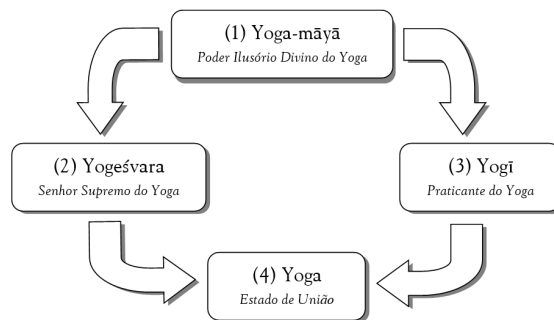 (1) Yoga-māyā
Poder Ilusório Divino do Yoga
(2) Yogeśvara
Senhor Supremo do Yoga
(3) Yogī
Praticante do Yoga
(4) Yoga
Estado de União